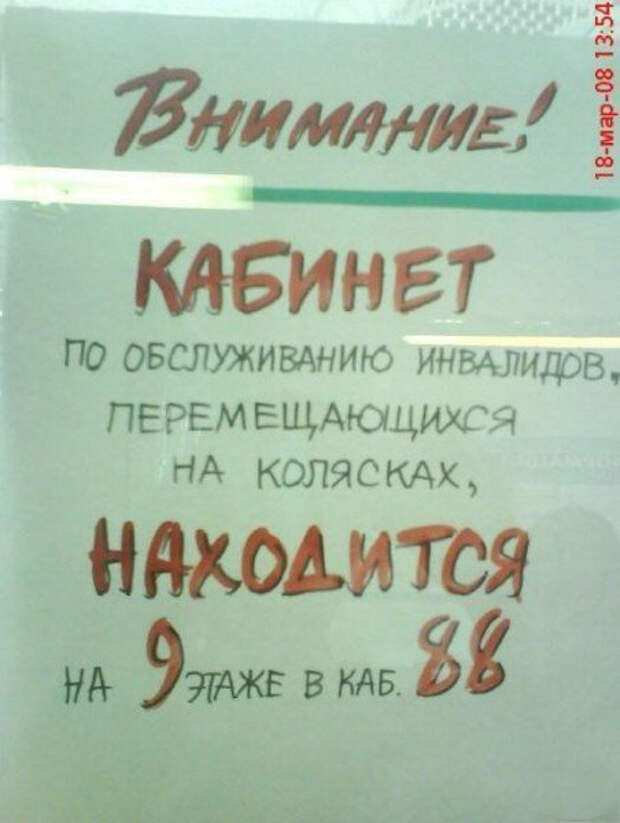 18-мар-08 13:54
Внимание!
КАБИНЕТ
ПО ОБСЛУЖИВАНИЮ ИНВАЛИДОВ,
ПЕРЕМЕЩАЮЩИХСЯ
НА КОЛЯСКАХ,
НАХОДИТСЯ
НА 9 ЭТАЖЕ В КАБ. 88